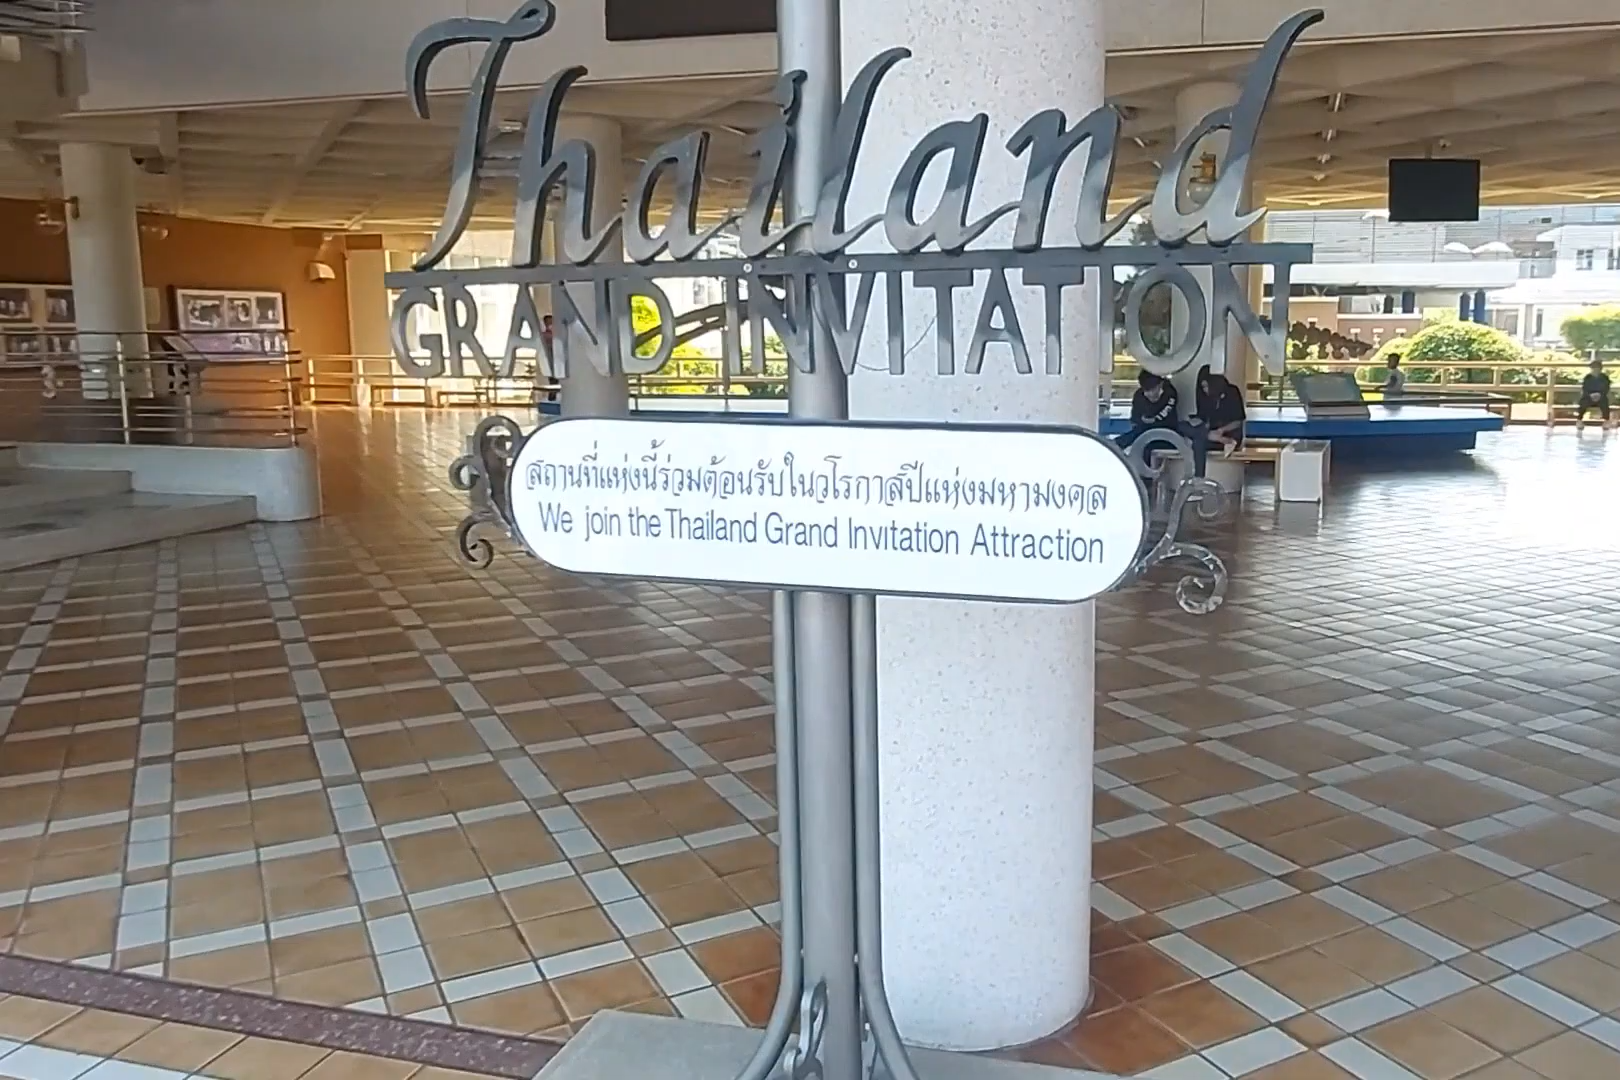 Thailand
GRAND INVITATION
สถานที่แห่งนี้ร่วมต้อนรับในวโรกาสปีแห่งมหามงคล
We join the Thailand Grand Invitation Attraction